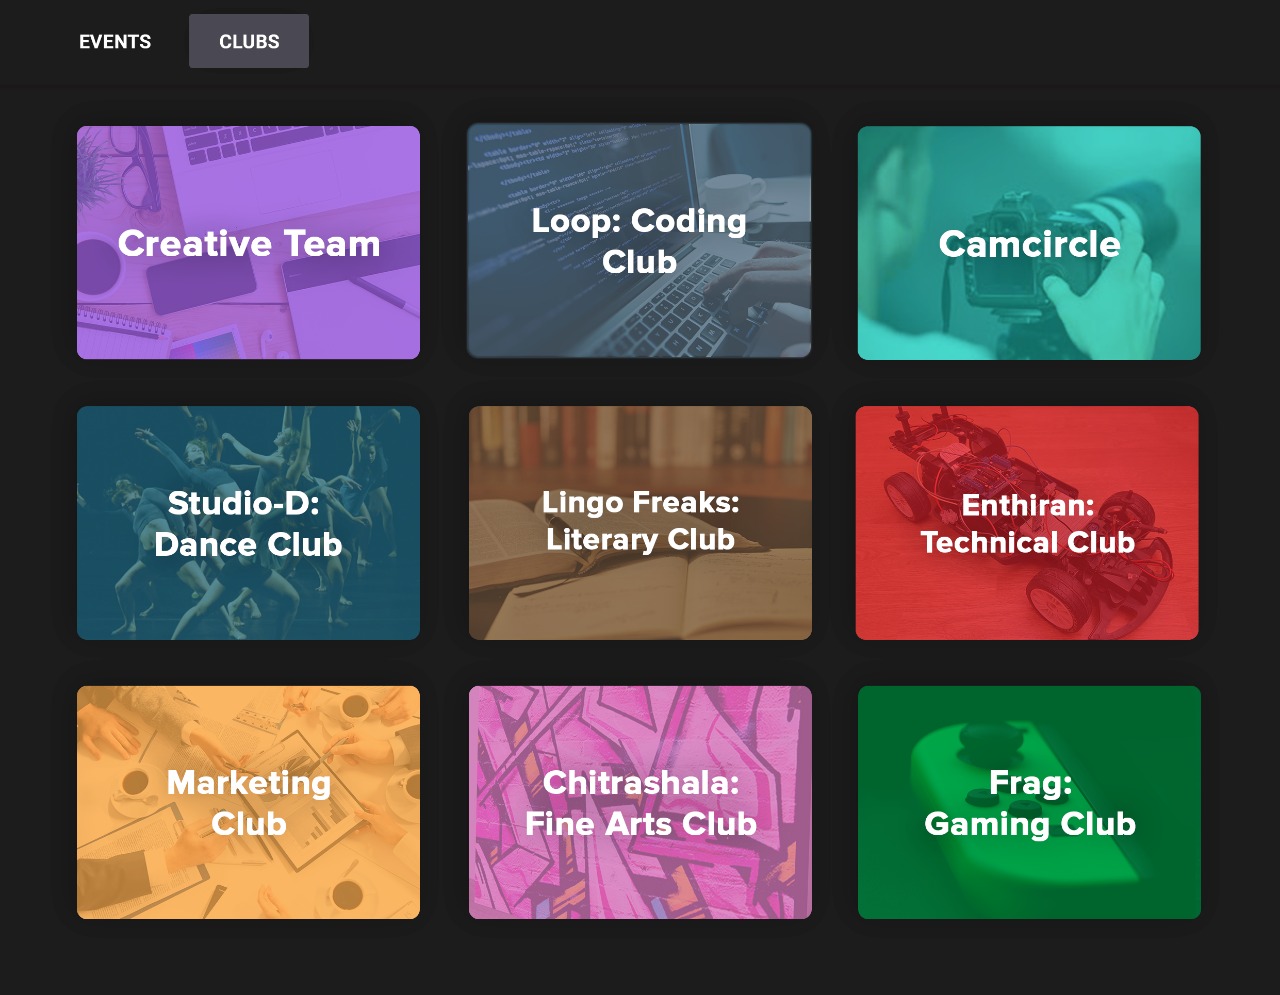 EVENTS
CLUBS
Creative Team
Loop: Coding
Club
Camcircle
Studio-D:
Dance Club
Lingo Freaks:
Literary Club
Enthiran:
Technical Club
Marketing
Club
Chitrashala:
Fine Arts Club
Frag:
Gaming Club